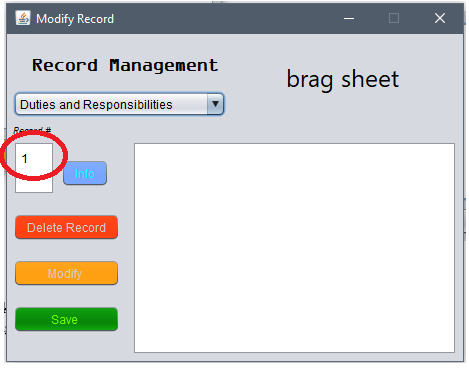 Modify Record
Record Management
brag sheet
Duties and Responsibilities
Record #
1
Info
Delete Record
Modify
Save